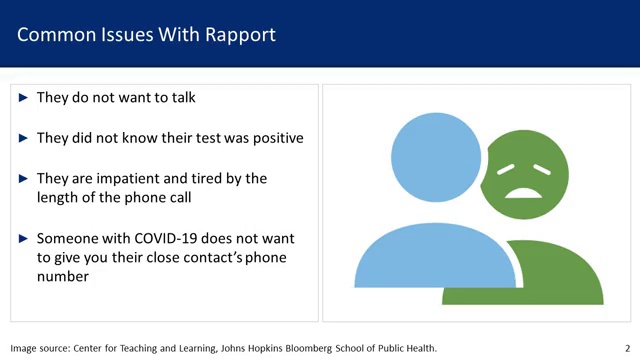 Common Issues With Rapport
► They do not want to talk
► They did not know their test was positive
► They are impatient and tired by the
length of the phone call
► Someone with COVID-19 does not want
to give you their close contact's phone
number
Image source: Center for Teaching and Learning, Johns Hopkins Bloomberg School of Public Health.
2